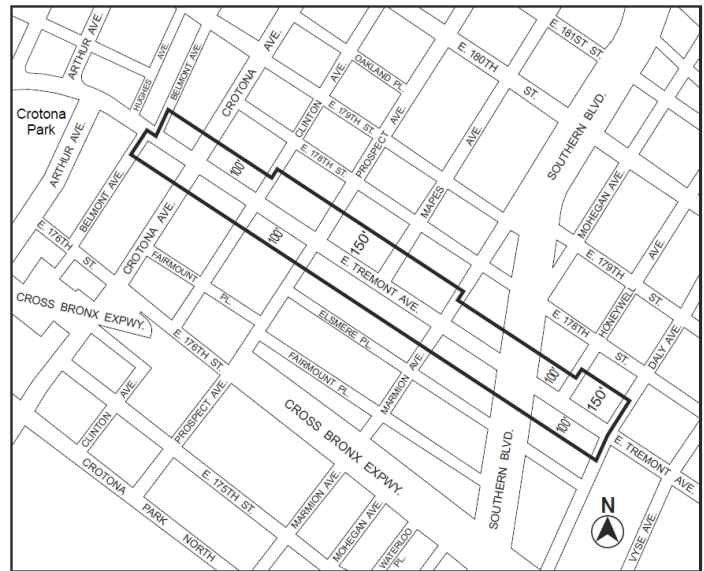 ARTHUR AVE.
HUGHES AVE.
BELMONT AVE.
CROTONA AVE.
OAKLAND PL.
E. 180TH ST.
E. 181ST ST.
SOUTHERN BLVD.
Crotona
Park
CLINTON AVE.
E. 179TH ST.
PROSPECT AVE.
E. 178TH ST.
ARTHUR AVE.
100'
MAPES AVE.
MOHEGAN AVE.
BELMONT AVE.
CROTONA AVE.
100'
150'
E. 176TH ST.
FAIRMOUNT PL.
E. TREMONT AVE.
E. 179TH ST.
HONEYWELL AVE.
CROSS BRONX EXPWY.
ELSMERE PL.
E. 178TH ST.
DALY AVE.
E. 176TH ST.
FAIRMOUNT PL.
MARMION AVE.
100'
150'
CLINTON AVE.
PROSPECT AVE.
CROSS BRONX EXPWY.
100'
E. TREMONT AVE.
SOUTHERN BLVD.
CROTONA PARK NORTH
E. 175TH ST.
MARMION AVE.
MOHEGAN AVE.
WATERLOO PL.
N
VYSE AVE.